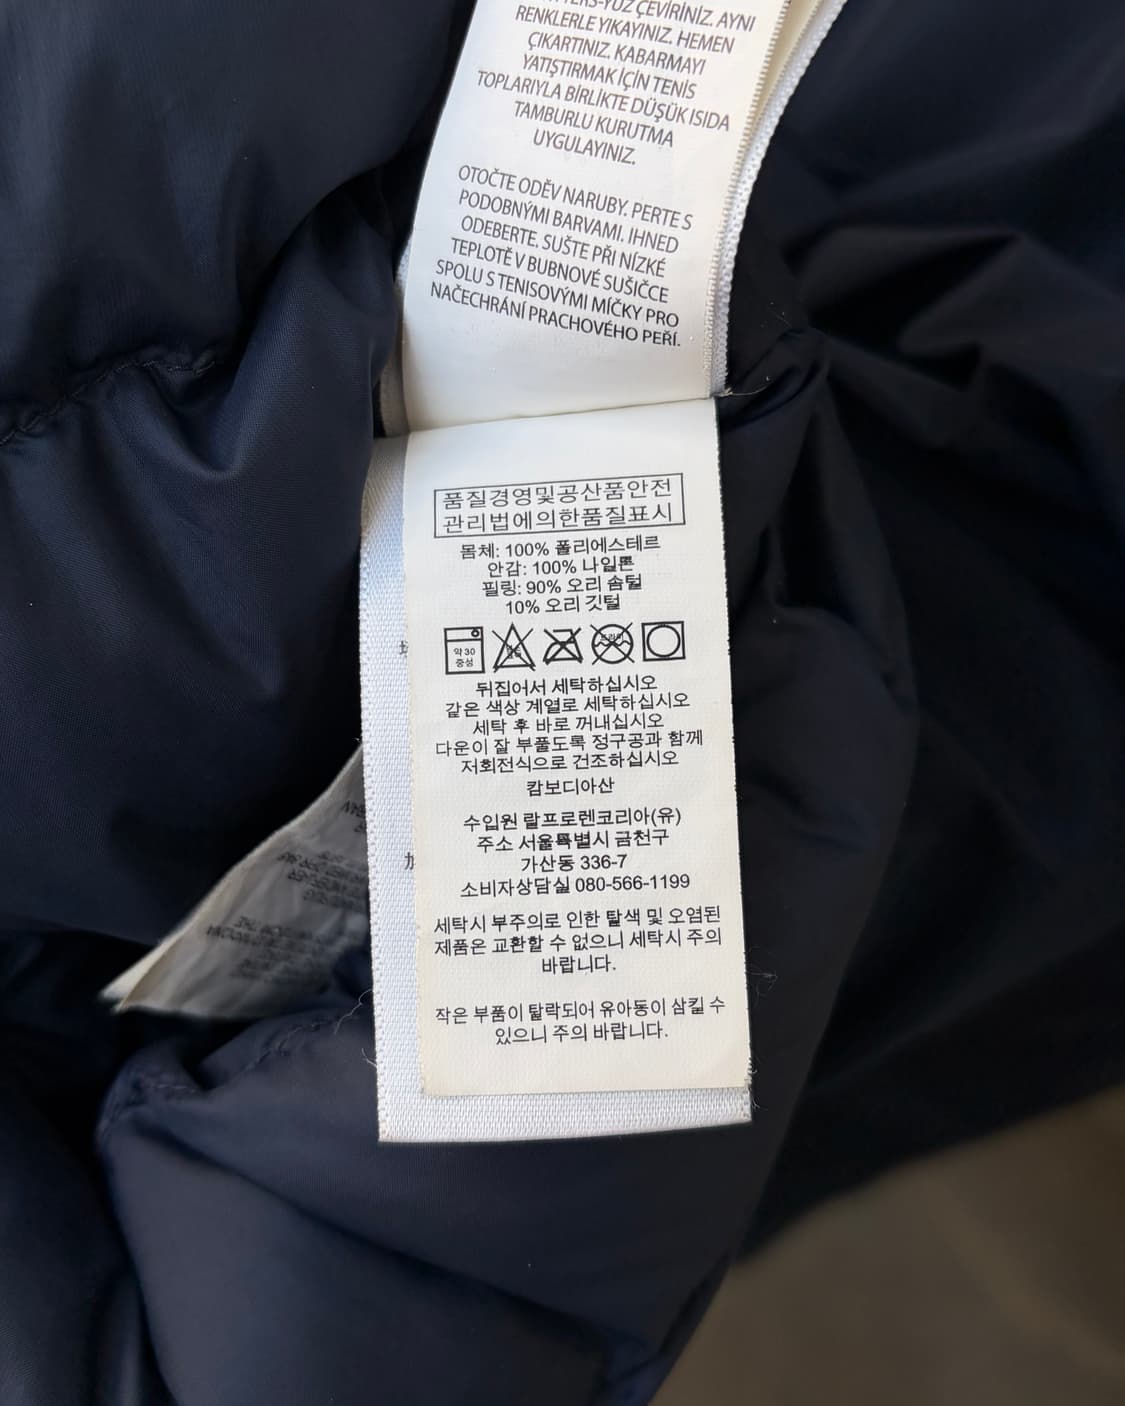 TERS-YÜZ ÇEVİRİNİZ. AYNI
RENKLERLE YIKAYINIZ. HEMEN
ÇIKARTINIZ. KABARMAYI
YATIŞTIRMAK İÇİN TENİS
TOPLARIYLA BİRLİKTE DÜŞÜK ISIDA
TAMBURLU KURUTMA
UYGULAYINIZ.
OTOČTE ODĚV NARUBY. PERTE S
PODOBNÝMI BARVAMI. IHNED
ODEBERTE. SUŠTE PŘI NÍZKÉ
TEPLOTĚ V BUBNOVÉ SUŠIČCE
SPOLU S TENISOVÝMI MÍČKY PRO
NAČECHRÁNÍ PRACHOVÉHO PEŘÍ.
품질경영및공산품안전
관리법에의한품질표시
몸체: 100% 폴리에스테르
안감: 100% 나일론
필링: 90% 오리 솜털
10% 오리 깃털
약 30
중성
뒤집어서 세탁하십시오
같은 색상 계열로 세탁하십시오
세탁 후 바로 꺼내십시오
다운이 잘 부풀도록 정구공과 함께
저회전식으로 건조하십시오
캄보디아산
수입원 랄프로렌코리아(유)
주소 서울특별시 금천구
가산동 336-7
소비자상담실 080-566-1199
세탁시 부주의로 인한 탈색 및 오염된
제품은 교환할 수 없으니 세탁시 주의
바랍니다.
작은 부품이 탈락되어 유아동이 삼킬 수
있으니 주의 바랍니다.